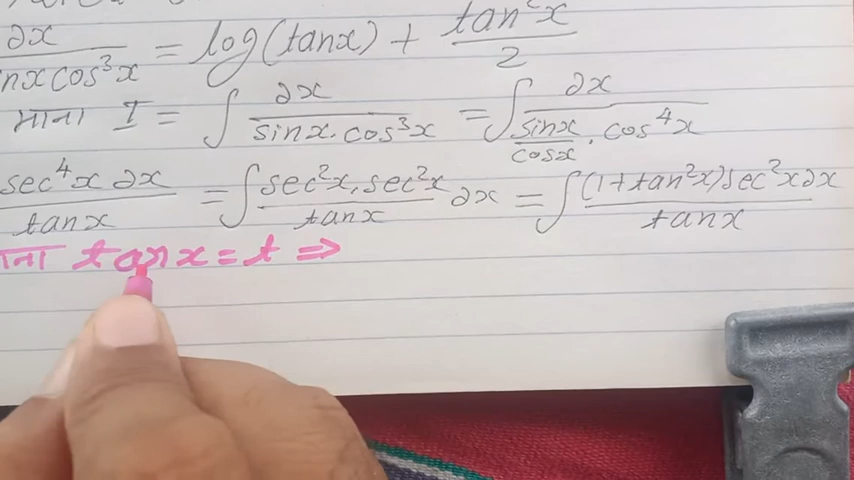 ∂x/(sinx cos³x) = log(tanx) + tan²x/2
माना I = ∫ ∂x/(sinx.cos³x) = ∫ ∂x/((sinx/cosx).cos⁴x)
sec⁴x ∂x/tanx = ∫ (sec²x.sec²x/tanx) ∂x = ∫ (1+tan²x)sec²x∂x/tanx
माना tanx = t ⇒